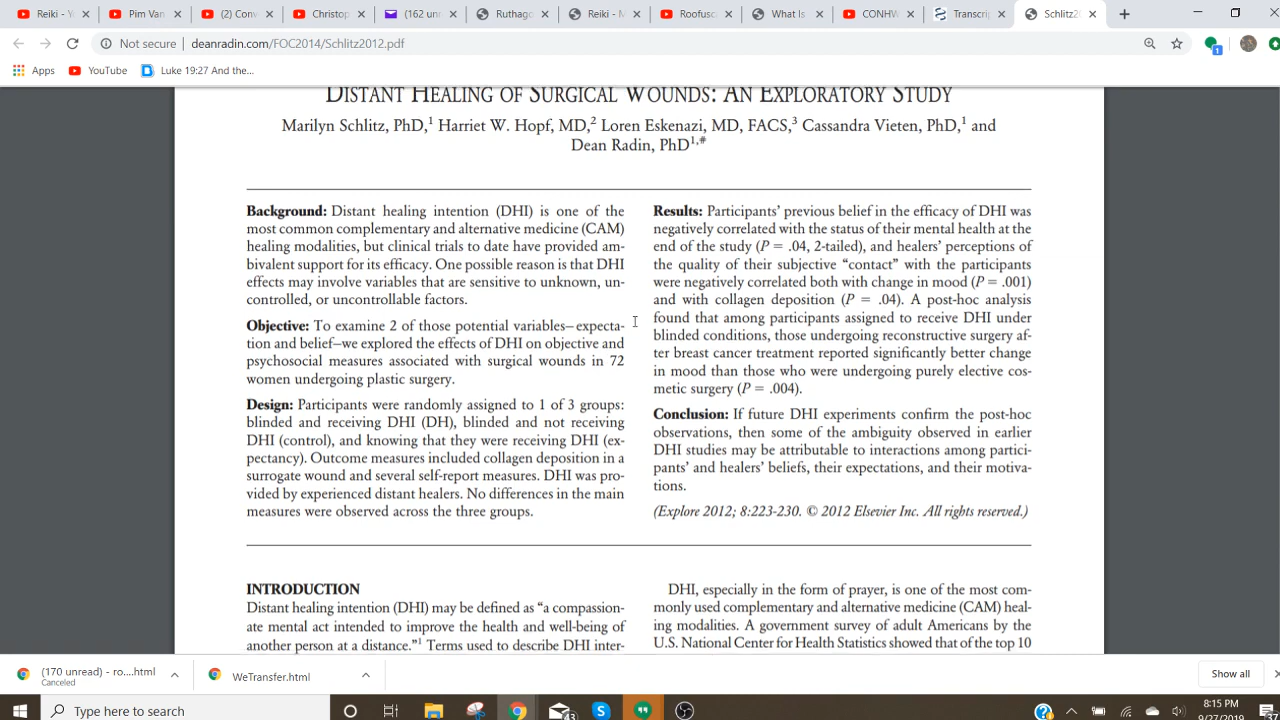 Reiki - Y
Pim Van
(2) Conv
Christop
(162 unr
Ruthago
Reiki - M
Roofusc
What Is
CONHW
Transcrip
Schlitz2
Not secure | deanradin.com/FOC2014/Schlitz2012.pdf
Apps YouTube Luke 19:27 And the...
DISTANT HEALING OF SURGICAL WOUNDS: AN EXPLORATORY STUDY
Marilyn Schlitz, PhD,1 Harriet W. Hopf, MD,2 Loren Eskenazi, MD, FACS,3 Cassandra Vieten, PhD,1 and
Dean Radin, PhD1,#
Background: Distant healing intention (DHI) is one of the
most common complementary and alternative medicine (CAM)
healing modalities, but clinical trials to date have provided am-
bivalent support for its efficacy. One possible reason is that DHI
effects may involve variables that are sensitive to unknown, un-
controlled, or uncontrollable factors.
Objective: To examine 2 of those potential variables—expecta-
tion and belief—we explored the effects of DHI on objective and
psychosocial measures associated with surgical wounds in 72
women undergoing plastic surgery.
Design: Participants were randomly assigned to 1 of 3 groups:
blinded and receiving DHI (DH), blinded and not receiving
DHI (control), and knowing that they were receiving DHI (ex-
pectancy). Outcome measures included collagen deposition in a
surrogate wound and several self-report measures. DHI was pro-
vided by experienced distant healers. No differences in the main
measures were observed across the three groups.
Results: Participants' previous belief in the efficacy of DHI was
negatively correlated with the status of their mental health at the
end of the study (P = .04, 2-tailed), and healers' perceptions of
the quality of their subjective “contact” with the participants
were negatively correlated both with change in mood (P = .001)
and with collagen deposition (P = .04). A post-hoc analysis
found that among participants assigned to receive DHI under
blinded conditions, those undergoing reconstructive surgery af-
ter breast cancer treatment reported significantly better change
in mood than those who were undergoing purely elective cos-
metic surgery (P = .004).
Conclusion: If future DHI experiments confirm the post-hoc
observations, then some of the ambiguity observed in earlier
DHI studies may be attributable to interactions among partici-
pants' and healers' beliefs, their expectations, and their motiva-
tions.
(Explore 2012; 8:223-230. © 2012 Elsevier Inc. All rights reserved.)
INTRODUCTION
Distant healing intention (DHI) may be defined as “a compassion-
ate mental act intended to improve the health and well-being of
another person at a distance.”1 Terms used to describe DHI inter-
DHI, especially in the form of prayer, is one of the most com-
monly used complementary and alternative medicine (CAM) heal-
ing modalities. A government survey of adult Americans by the
U.S. National Center for Health Statistics showed that of the top 10
(170 unread) - ro....html
Canceled
WeTransfer.html
Show all
Type here to search
43
8:15 PM
9/27/2019